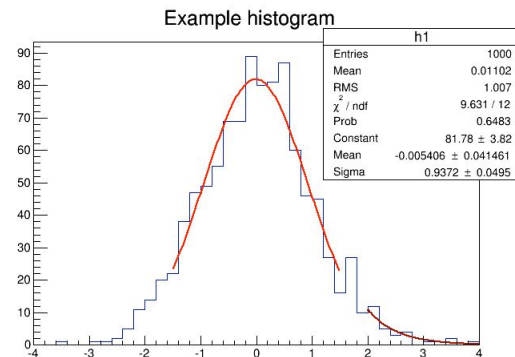 Example histogram
h1
Entries 1000
Mean 0.01102
RMS 1.007
χ² / ndf 9.631 / 12
Prob 0.6483
Constant 81.78 ± 3.82
Mean -0.005406 ± 0.041461
Sigma 0.9372 ± 0.0495
90
80
70
60
50
40
30
20
10
0
-4 -3 -2 -1 0 1 2 3 4